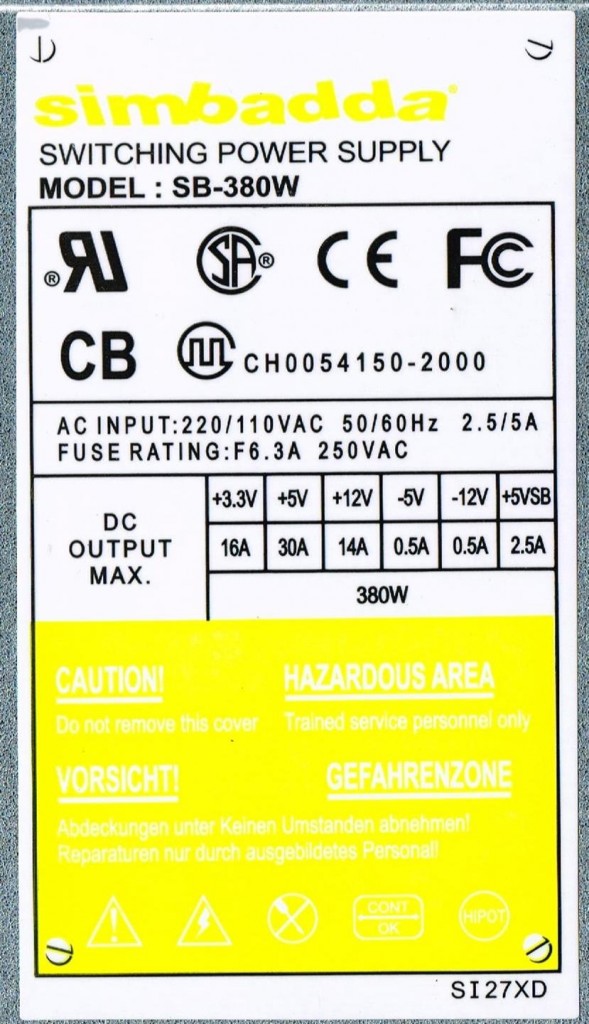 simbadda®
SWITCHING POWER SUPPLY
MODEL : SB-380W
® UR SA ® CE FC
CB CH0054150-2000
AC INPUT:220/110VAC 50/60Hz 2.5/5A
FUSE RATING:F6.3A 250VAC
+3.3V +5V +12V -5V -12V +5VSB
DC OUTPUT MAX. 16A 30A 14A 0.5A 0.5A 2.5A
380W
CAUTION! HAZARDOUS AREA
Do not remove this cover Trained service personnel only
VORSICHT! GEFAHRENZONE
Abdeckungen unter Keinen Umstanden abnehmen!
Reparaturen nur durch ausgebildetes Personal!
CONT
OK
HIPOT
SI27XD